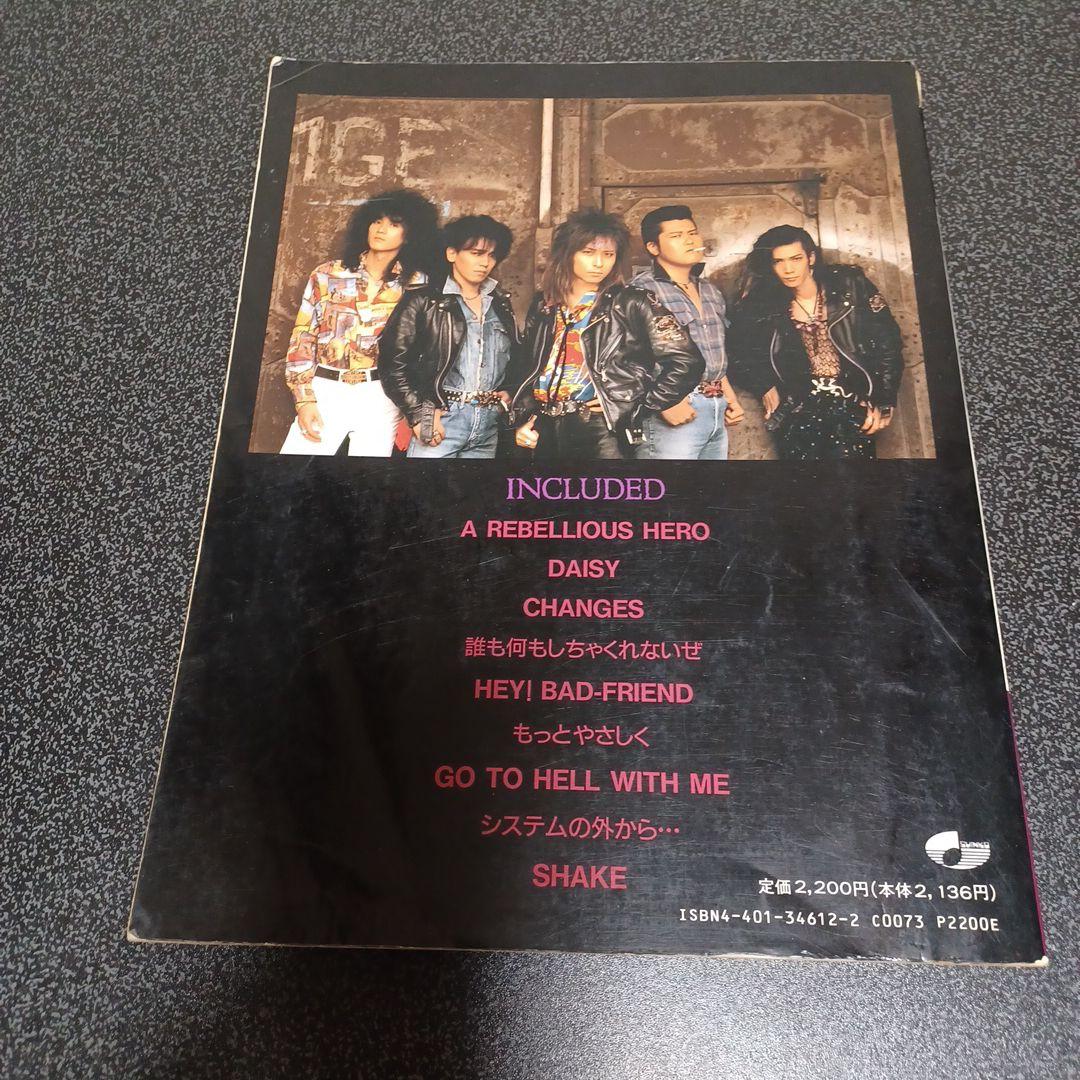 IGE
INCLUDED
A REBELLIOUS HERO
DAISY
CHANGES
誰も何もしちゃくれないぜ
HEY! BAD-FRIEND
もっとやさしく
GO TO HELL WITH ME
システムの外から…
SHAKE
定価2,200円(本体2,136円)
ISBN4-401-34612-2 C0073 P2200E